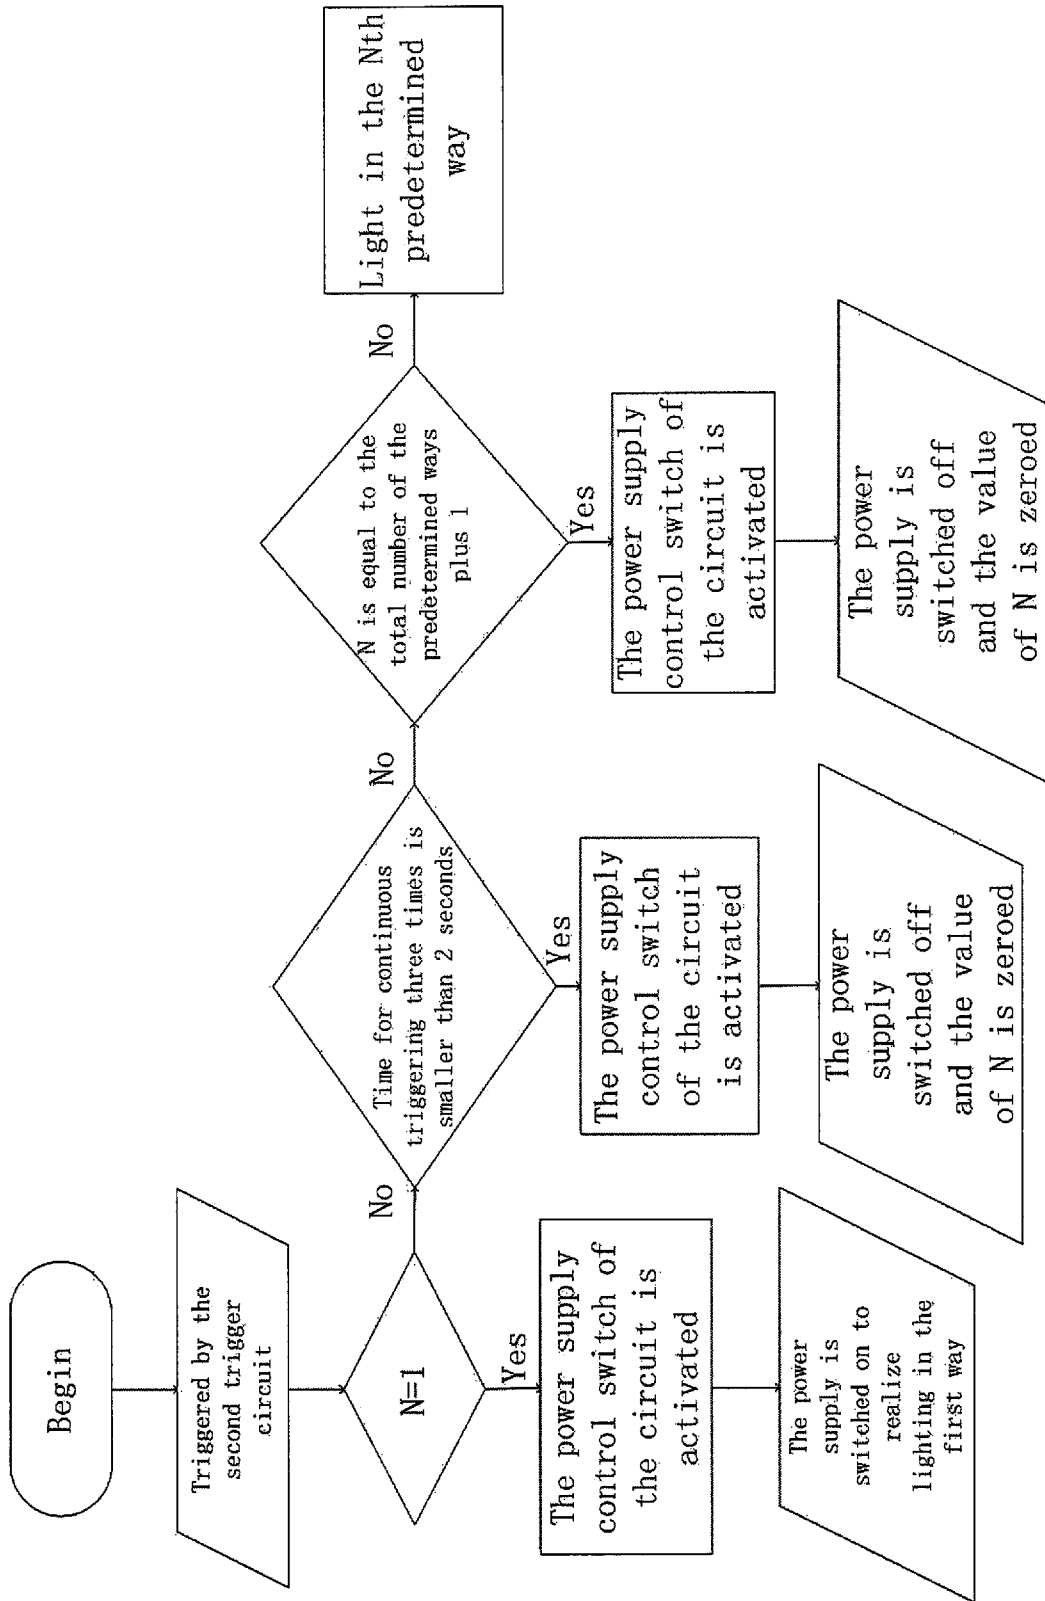 Begin
Triggered by the
second trigger
circuit
N=1
No
Yes
The power supply
control switch of
the circuit is
activated
The power
supply is
switched on to
realize
lighting in the
first way
Time for continuous
triggering three times is
smaller than 2 seconds
No
Yes
The power supply
control switch
of the circuit
is activated
The power
supply is
switched off
and the value
of N is zeroed
N is equal to the
total number of the
predetermined ways
plus 1
No
Yes
The power supply
control switch of
the circuit is
activated
The power
supply is
switched off
and the value
of N is zeroed
Light in the Nth
predetermined
way